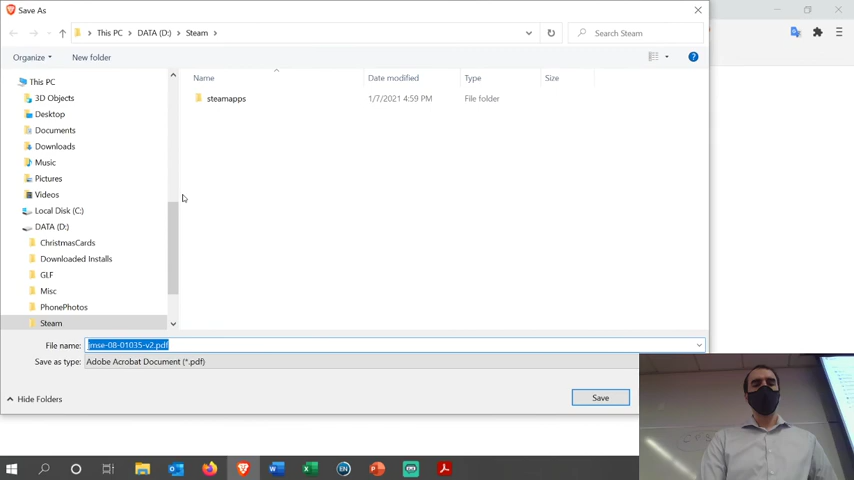 Save As
This PC > DATA (D:) > Steam >
Search Steam
Organize
New folder
Name
Date modified
Type
Size
steamapps
1/7/2021 4:59 PM
File folder
This PC
3D Objects
Desktop
Documents
Downloads
Music
Pictures
Videos
Local Disk (C:)
DATA (D:)
ChristmasCards
Downloaded Installs
GLF
Misc
PhonePhotos
Steam
File name:
jmse-08-01035-v2.pdf
Save as type:
Adobe Acrobat Document (*.pdf)
Hide Folders
Save